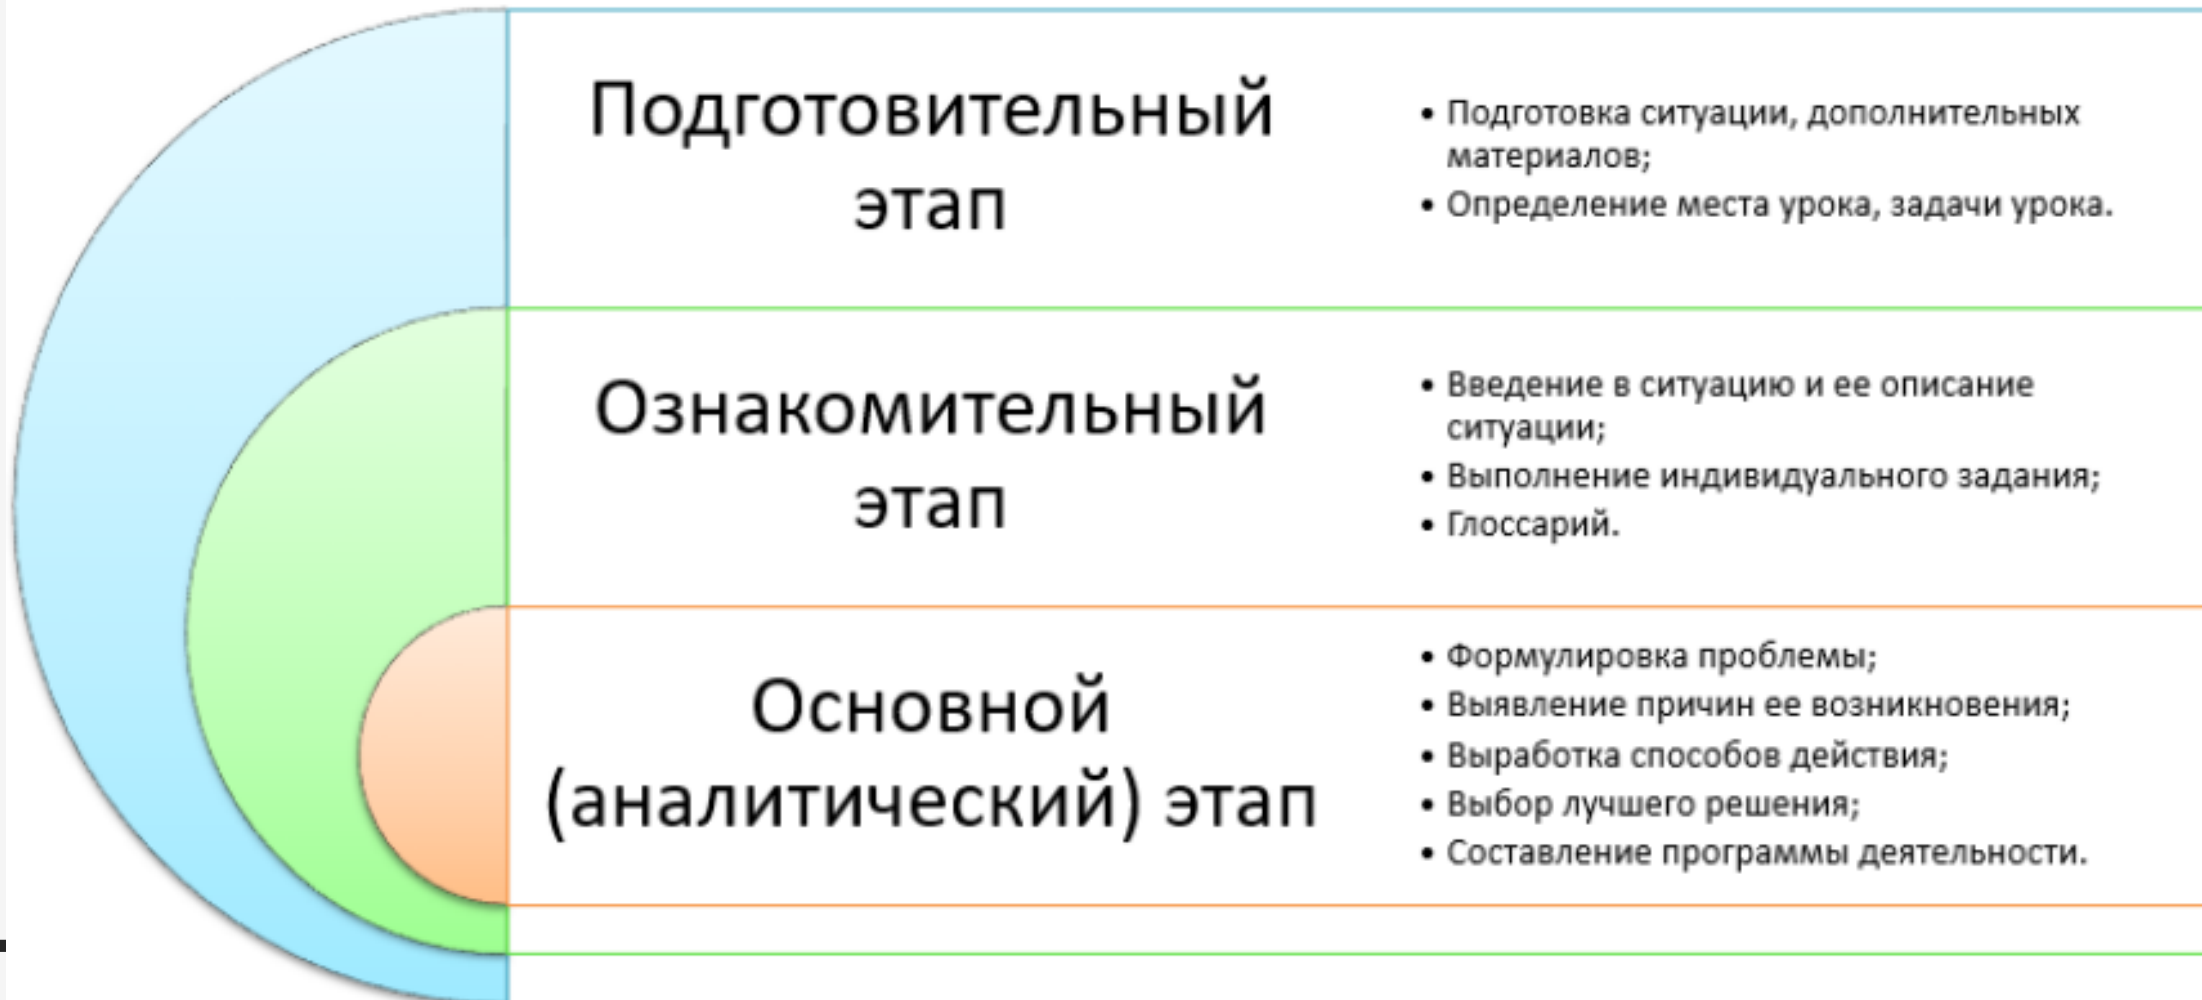 Подготовительный
этап
• Подготовка ситуации, дополнительных
материалов;
• Определение места урока, задачи урока.
Ознакомительный
этап
• Введение в ситуацию и ее описание
ситуации;
• Выполнение индивидуального задания;
• Глоссарий.
Основной
(аналитический) этап
• Формулировка проблемы;
• Выявление причин ее возникновения;
• Выработка способов действия;
• Выбор лучшего решения;
• Составление программы деятельности.